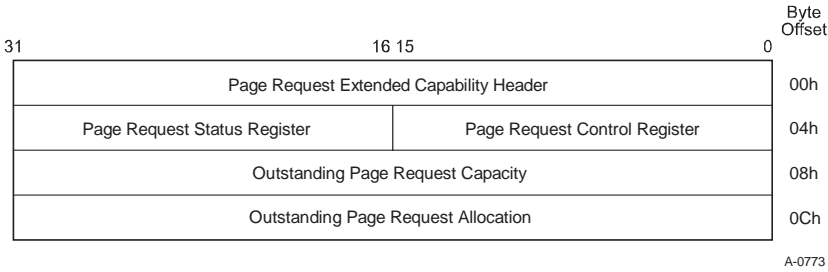 Byte
Offset
31 16 15 0
Page Request Extended Capability Header 00h
Page Request Status Register Page Request Control Register 04h
Outstanding Page Request Capacity 08h
Outstanding Page Request Allocation 0Ch
A-0773